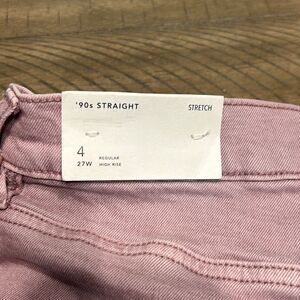 '90s STRAIGHT STRETCH
4
27W REGULAR
HIGH RISE